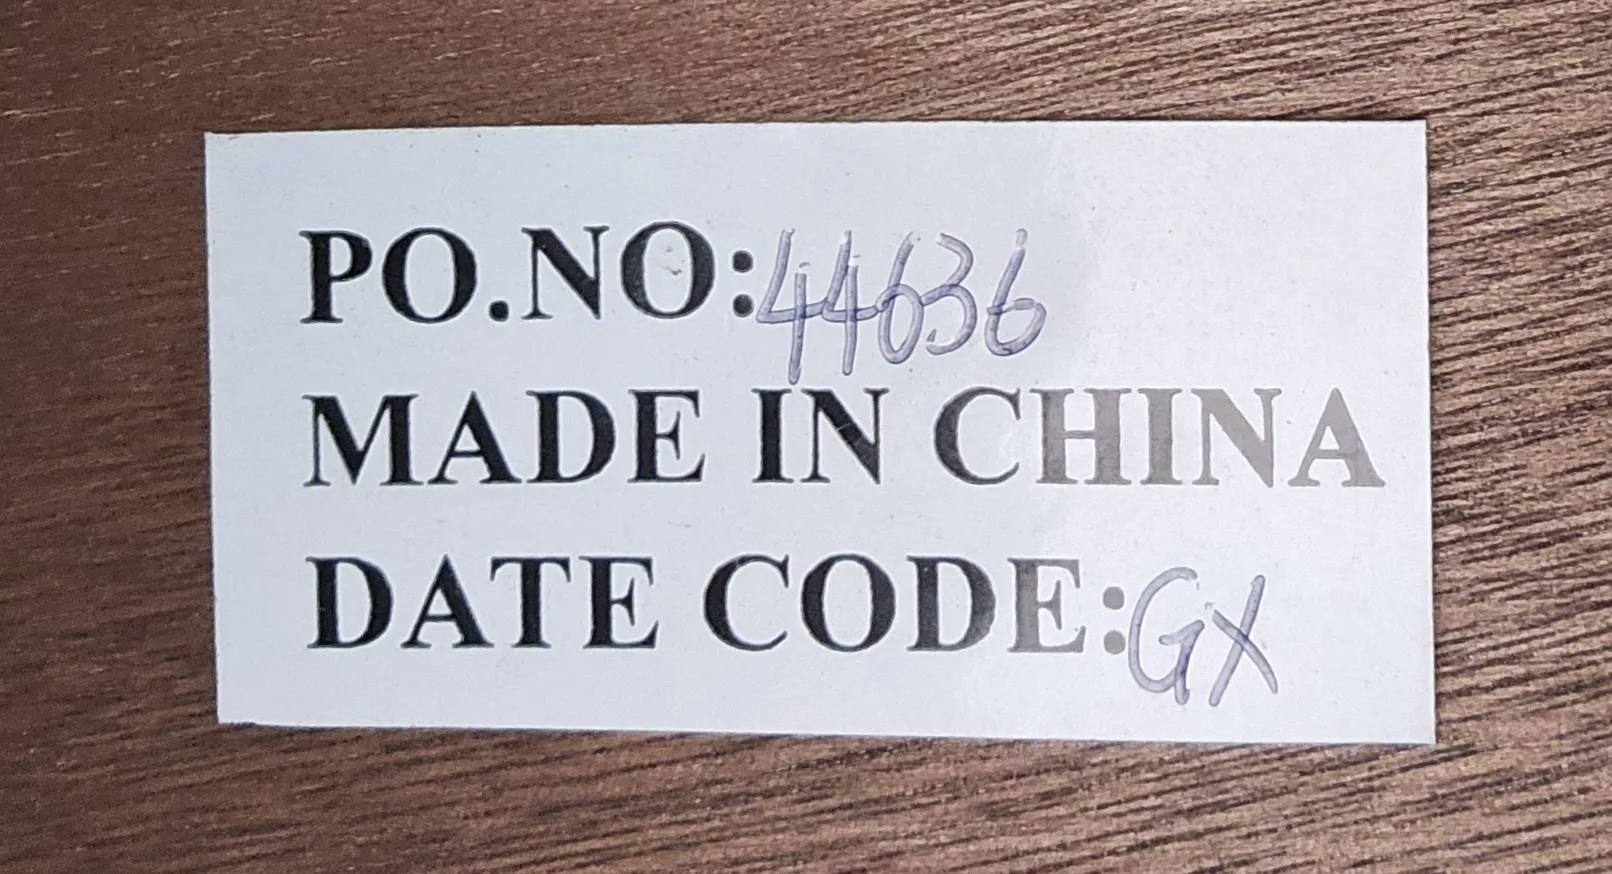 PO.NO:44636
MADE IN CHINA
DATE CODE:GX